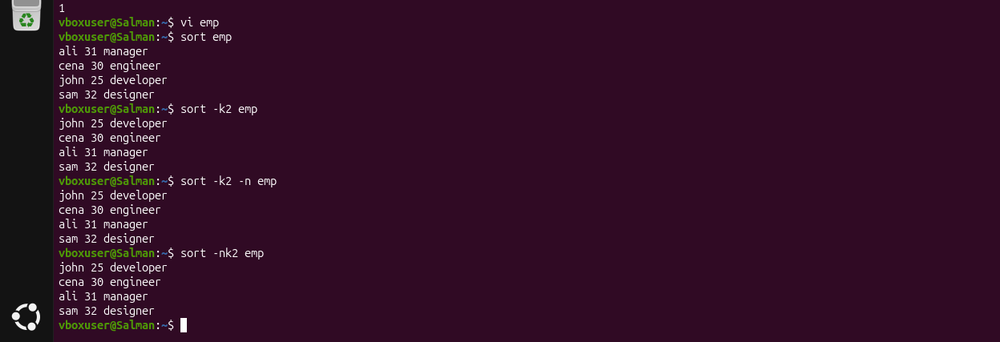 1
vboxuser@Salman:~$ vi emp
vboxuser@Salman:~$ sort emp
ali 31 manager
cena 30 engineer
john 25 developer
sam 32 designer
vboxuser@Salman:~$ sort -k2 emp
john 25 developer
cena 30 engineer
ali 31 manager
sam 32 designer
vboxuser@Salman:~$ sort -k2 -n emp
john 25 developer
cena 30 engineer
ali 31 manager
sam 32 designer
vboxuser@Salman:~$ sort -nk2 emp
john 25 developer
cena 30 engineer
ali 31 manager
sam 32 designer
vboxuser@Salman:~$